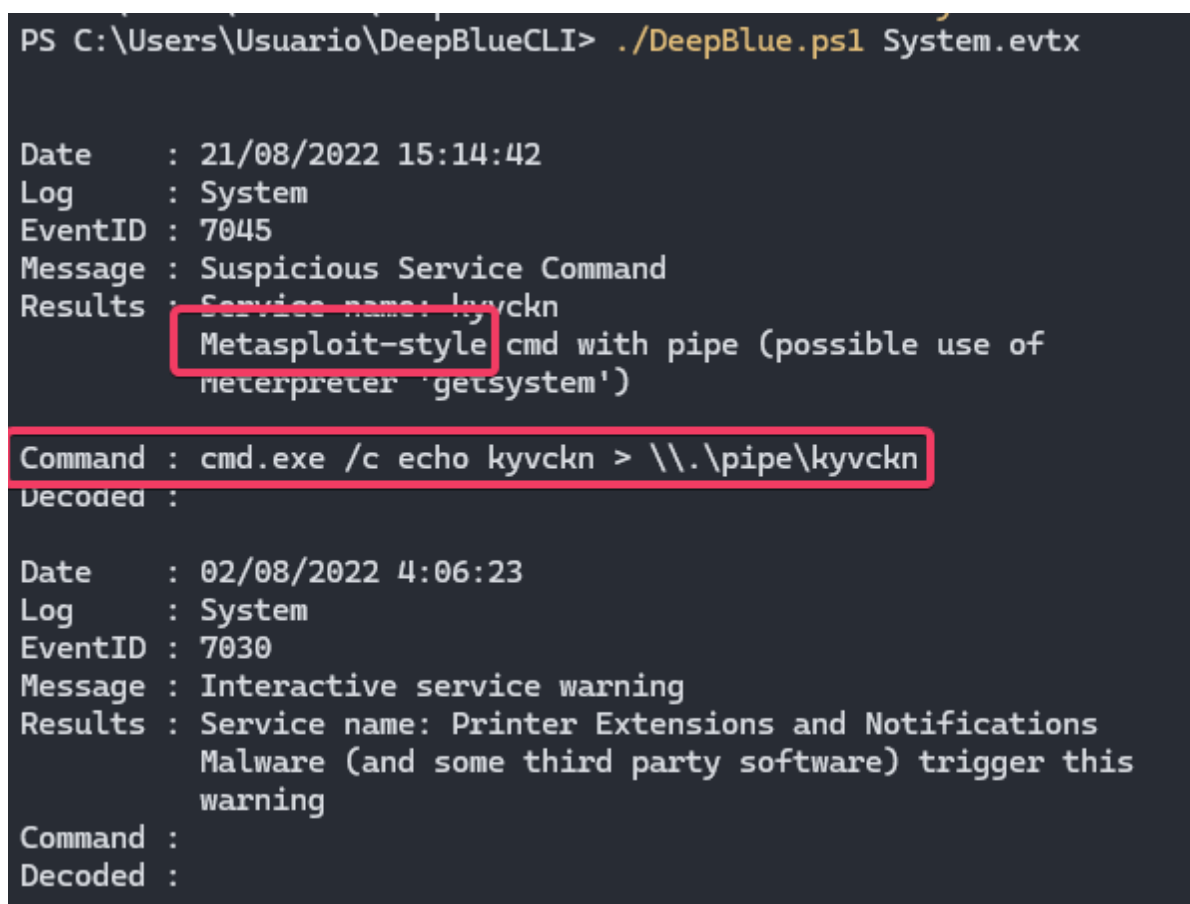 PS C:\Users\Usuario\DeepBlueCLI> ./DeepBlue.ps1 System.evtx
Date : 21/08/2022 15:14:42
Log : System
EventID : 7045
Message : Suspicious Service Command
Results : Service name: kyvckn
Metasploit-style cmd with pipe (possible use of
Meterpreter 'getsystem')
Command : cmd.exe /c echo kyvckn > \\.\pipe\kyvckn
Decoded :
Date : 02/08/2022 4:06:23
Log : System
EventID : 7030
Message : Interactive service warning
Results : Service name: Printer Extensions and Notifications
Malware (and some third party software) trigger this
warning
Command :
Decoded :